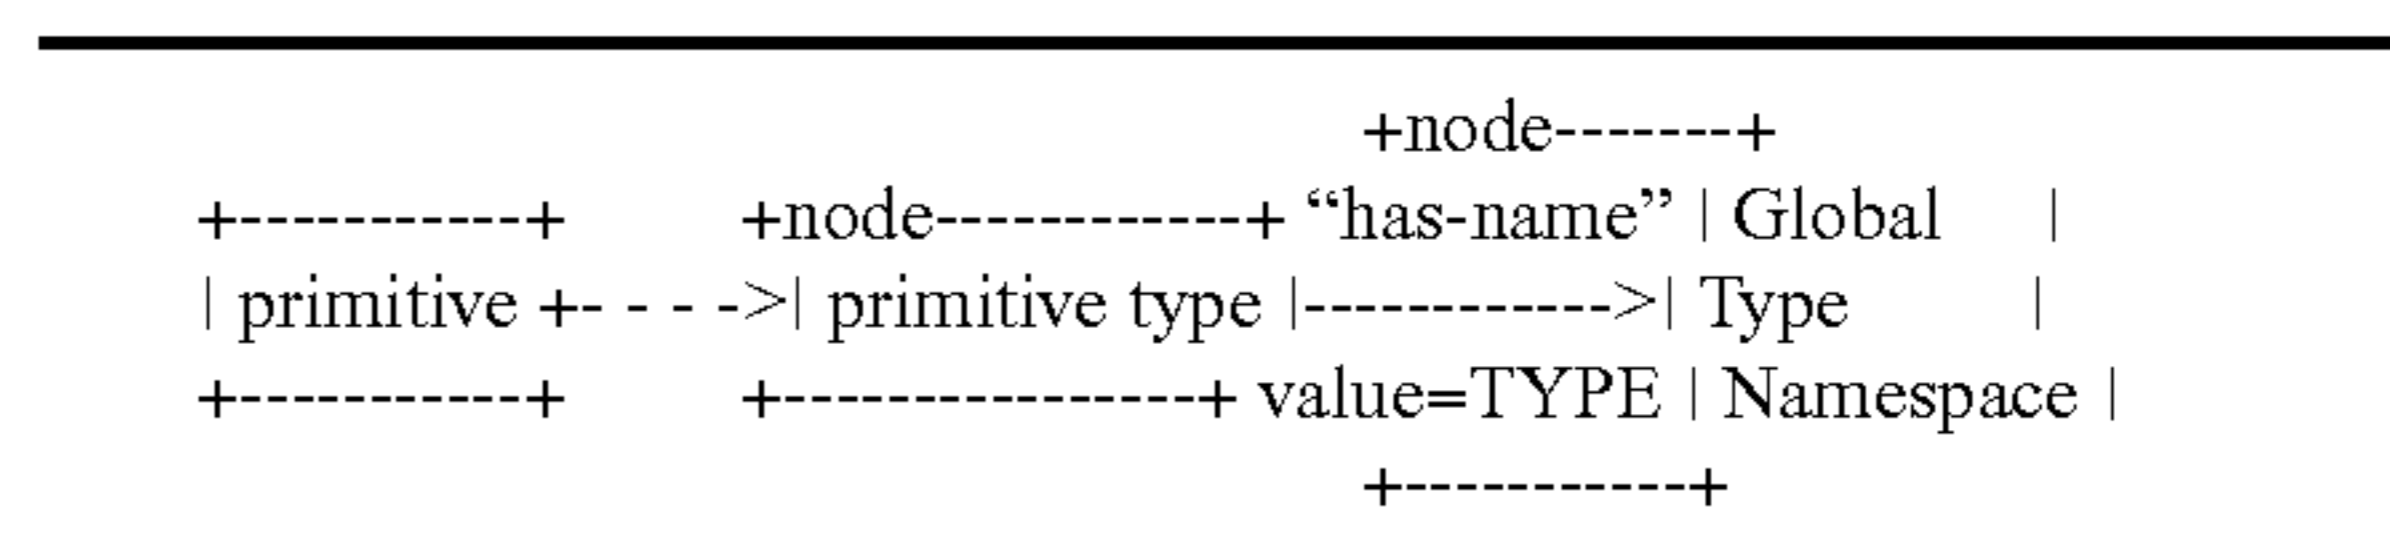 +node-------+
+-----------+ +node------------+ “has-name” | Global |
| primitive +- - - ->| primitive type |------------>| Type |
+-----------+ +----------------+ value=TYPE | Namespace |
+-----------+